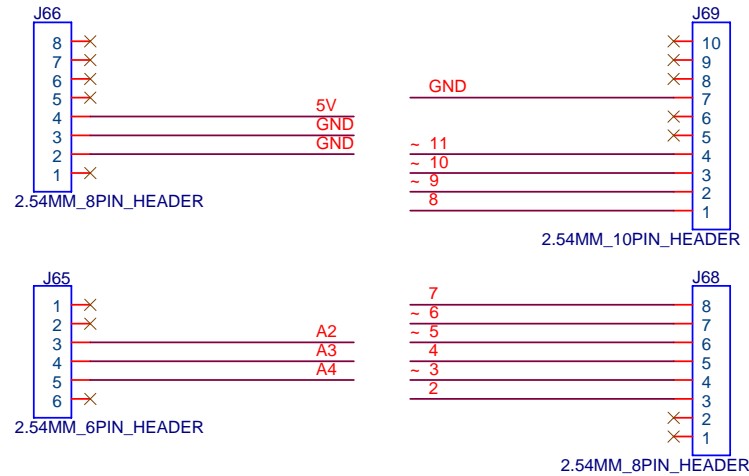 J66
8
7
6
5
4 5V
3 GND
2 GND
1
2.54MM_8PIN_HEADER
J69
10
9
8
GND 7
6
5
~ 11 4
~ 10 3
~ 9 2
8 1
2.54MM_10PIN_HEADER
J65
1
2
3 A2
4 A3
5 A4
6
2.54MM_6PIN_HEADER
J68
7 8
~ 6 7
~ 5 6
4 5
~ 3 4
2 3
2
1
2.54MM_8PIN_HEADER